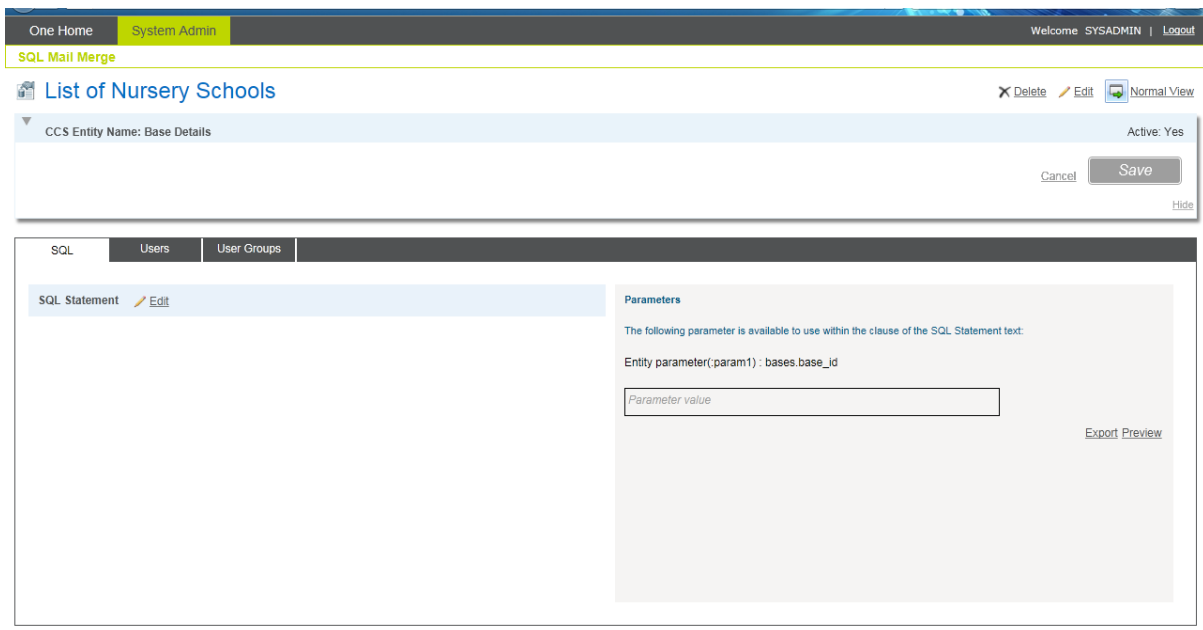 One Home System Admin Welcome SYSADMIN | Logout
SQL Mail Merge
List of Nursery Schools Delete Edit Normal View
CCS Entity Name: Base Details Active: Yes
Cancel Save
Hide
SQL Users User Groups
SQL Statement Edit Parameters
The following parameter is available to use within the clause of the SQL Statement text:
Entity parameter(:param1) : bases.base_id
Parameter value
Export Preview